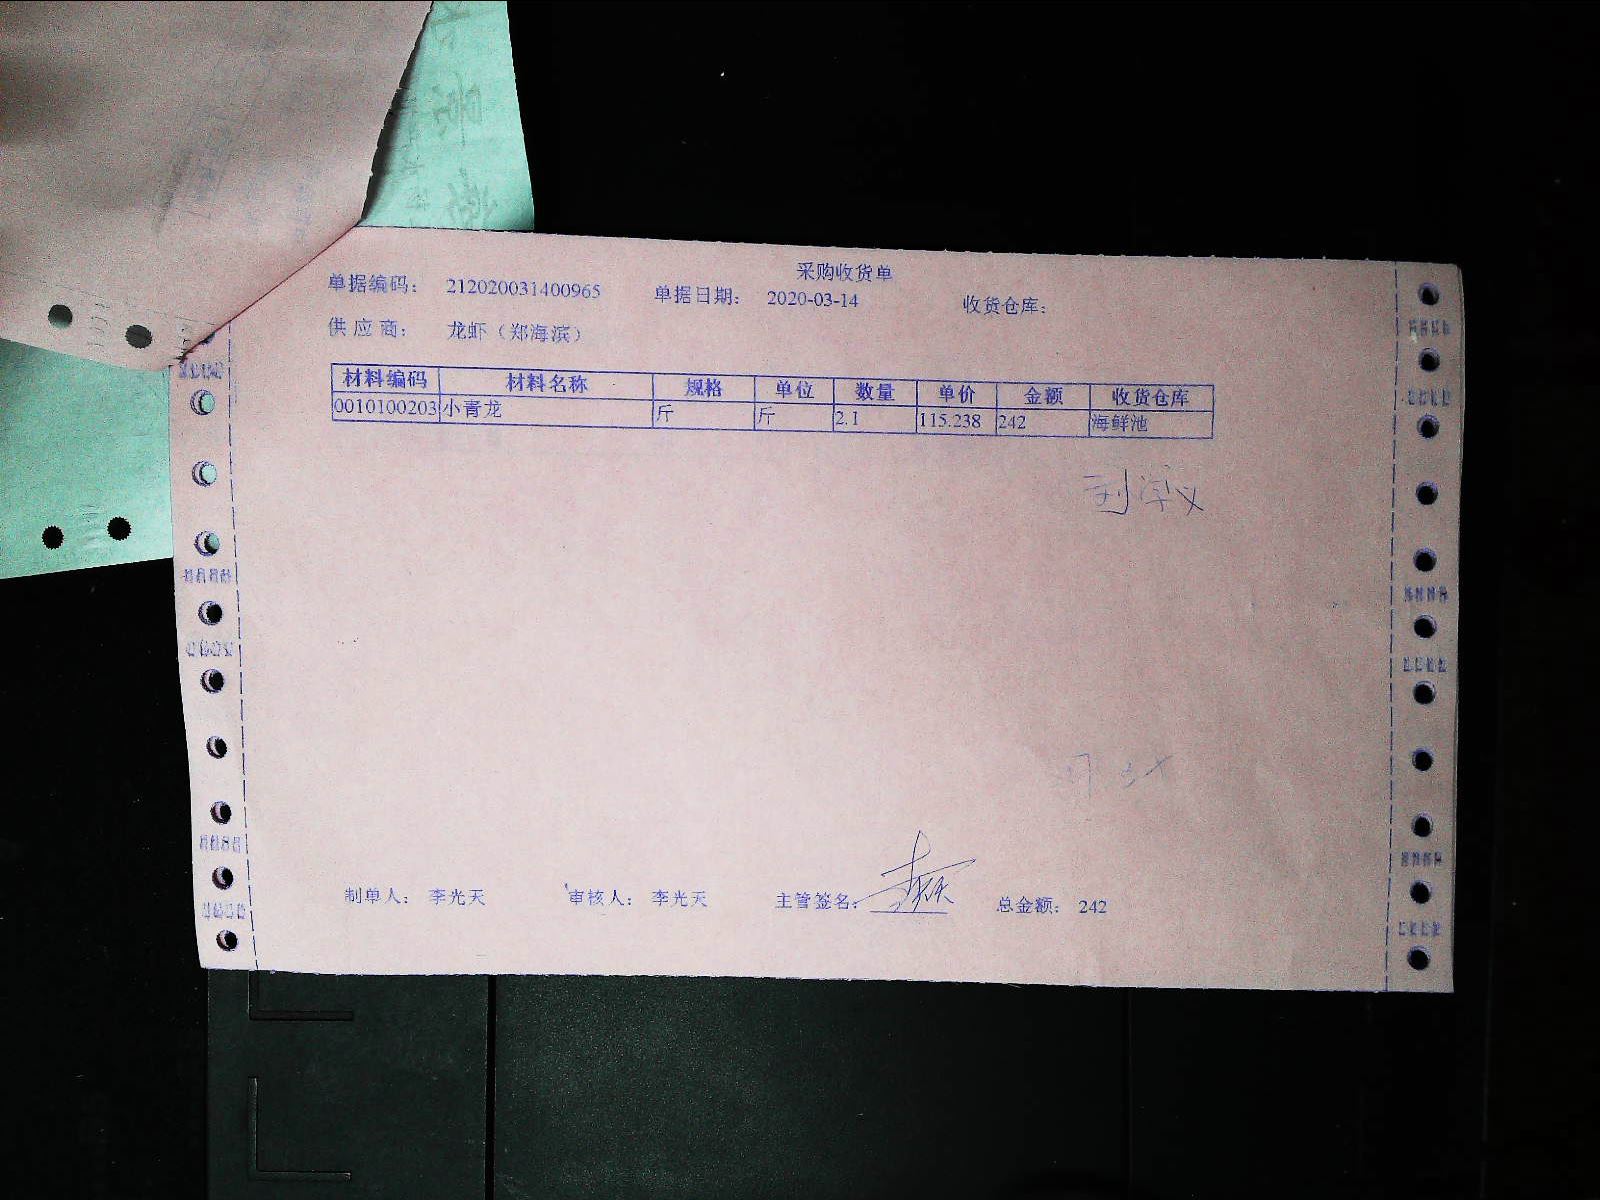 采购收货单
单据编码： 212020031400965 单据日期： 2020-03-14 收货仓库：
供应商： 龙虾（郑海滨）
材料编码 材料名称 规格 单位 数量 单价 金额 收货仓库
0010100203 小青龙 斤 斤 2.1 115.238 242 海鲜池
制单人： 李光天 审核人： 李光天 主管签名： 总金额： 242